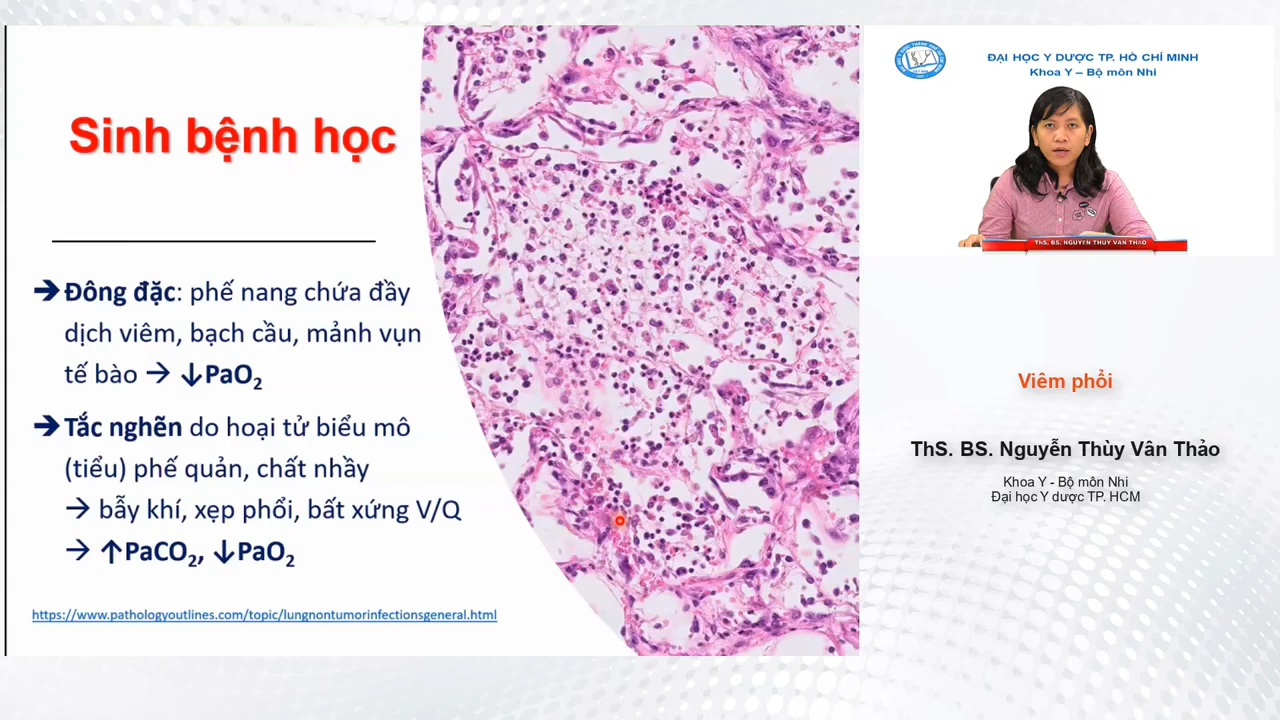 Sinh bệnh học
➔ Đông đặc: phế nang chứa đầy
dịch viêm, bạch cầu, mảnh vụn
tế bào → ↓PaO₂
➔ Tắc nghẽn do hoại tử biểu mô
(tiểu) phế quản, chất nhầy
→ bẫy khí, xẹp phổi, bất xứng V/Q
→ ↑PaCO₂, ↓PaO₂
https://www.pathologyoutlines.com/topic/lungnontumorinfectionsgeneral.html
ĐẠI HỌC Y DƯỢC TP. HỒ CHÍ MINH
Khoa Y – Bộ môn Nhi
ThS. BS. NGUYỄN THÙY VÂN THẢO
Viêm phổi
ThS. BS. Nguyễn Thùy Vân Thảo
Khoa Y - Bộ môn Nhi
Đại học Y dược TP. HCM